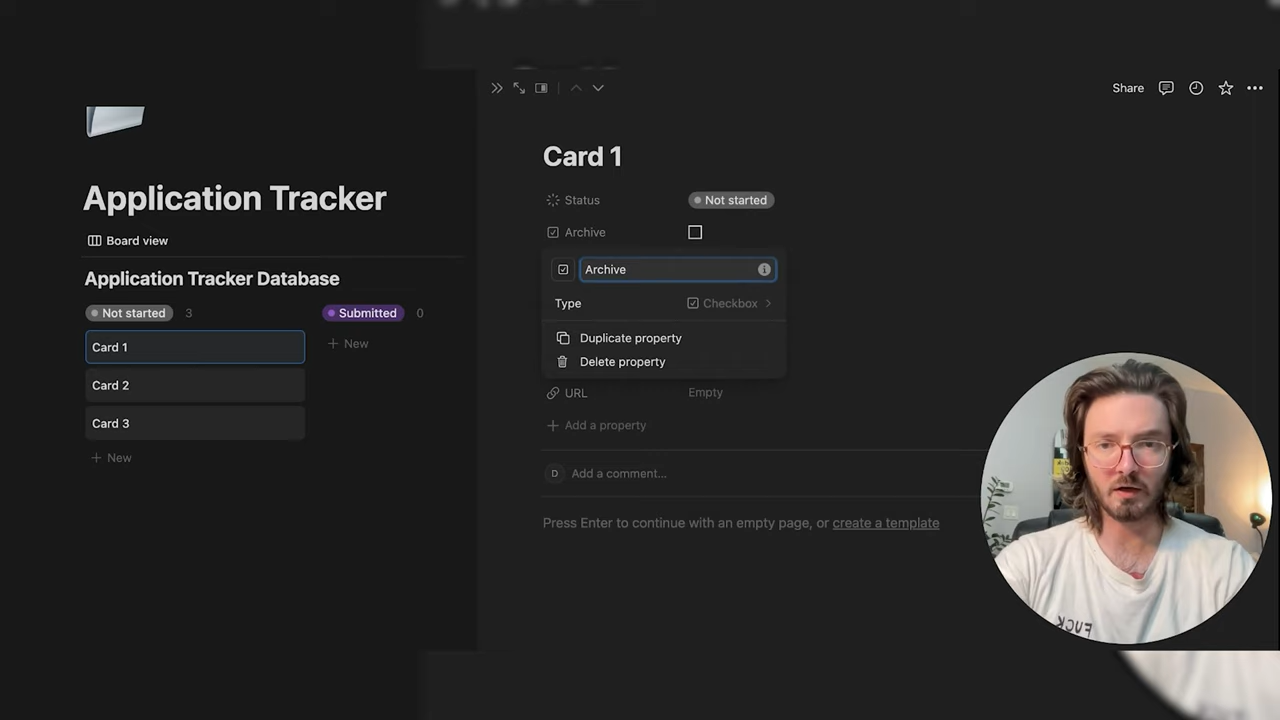 Application Tracker
Board view
Application Tracker Database
Not started 3
Submitted 0
Card 1
+ New
Card 2
Card 3
+ New
Share
Card 1
Status Not started
Archive
Archive
Type Checkbox
Duplicate property
Delete property
URL Empty
+ Add a property
D Add a comment...
Press Enter to continue with an empty page, or create a template
FUCK